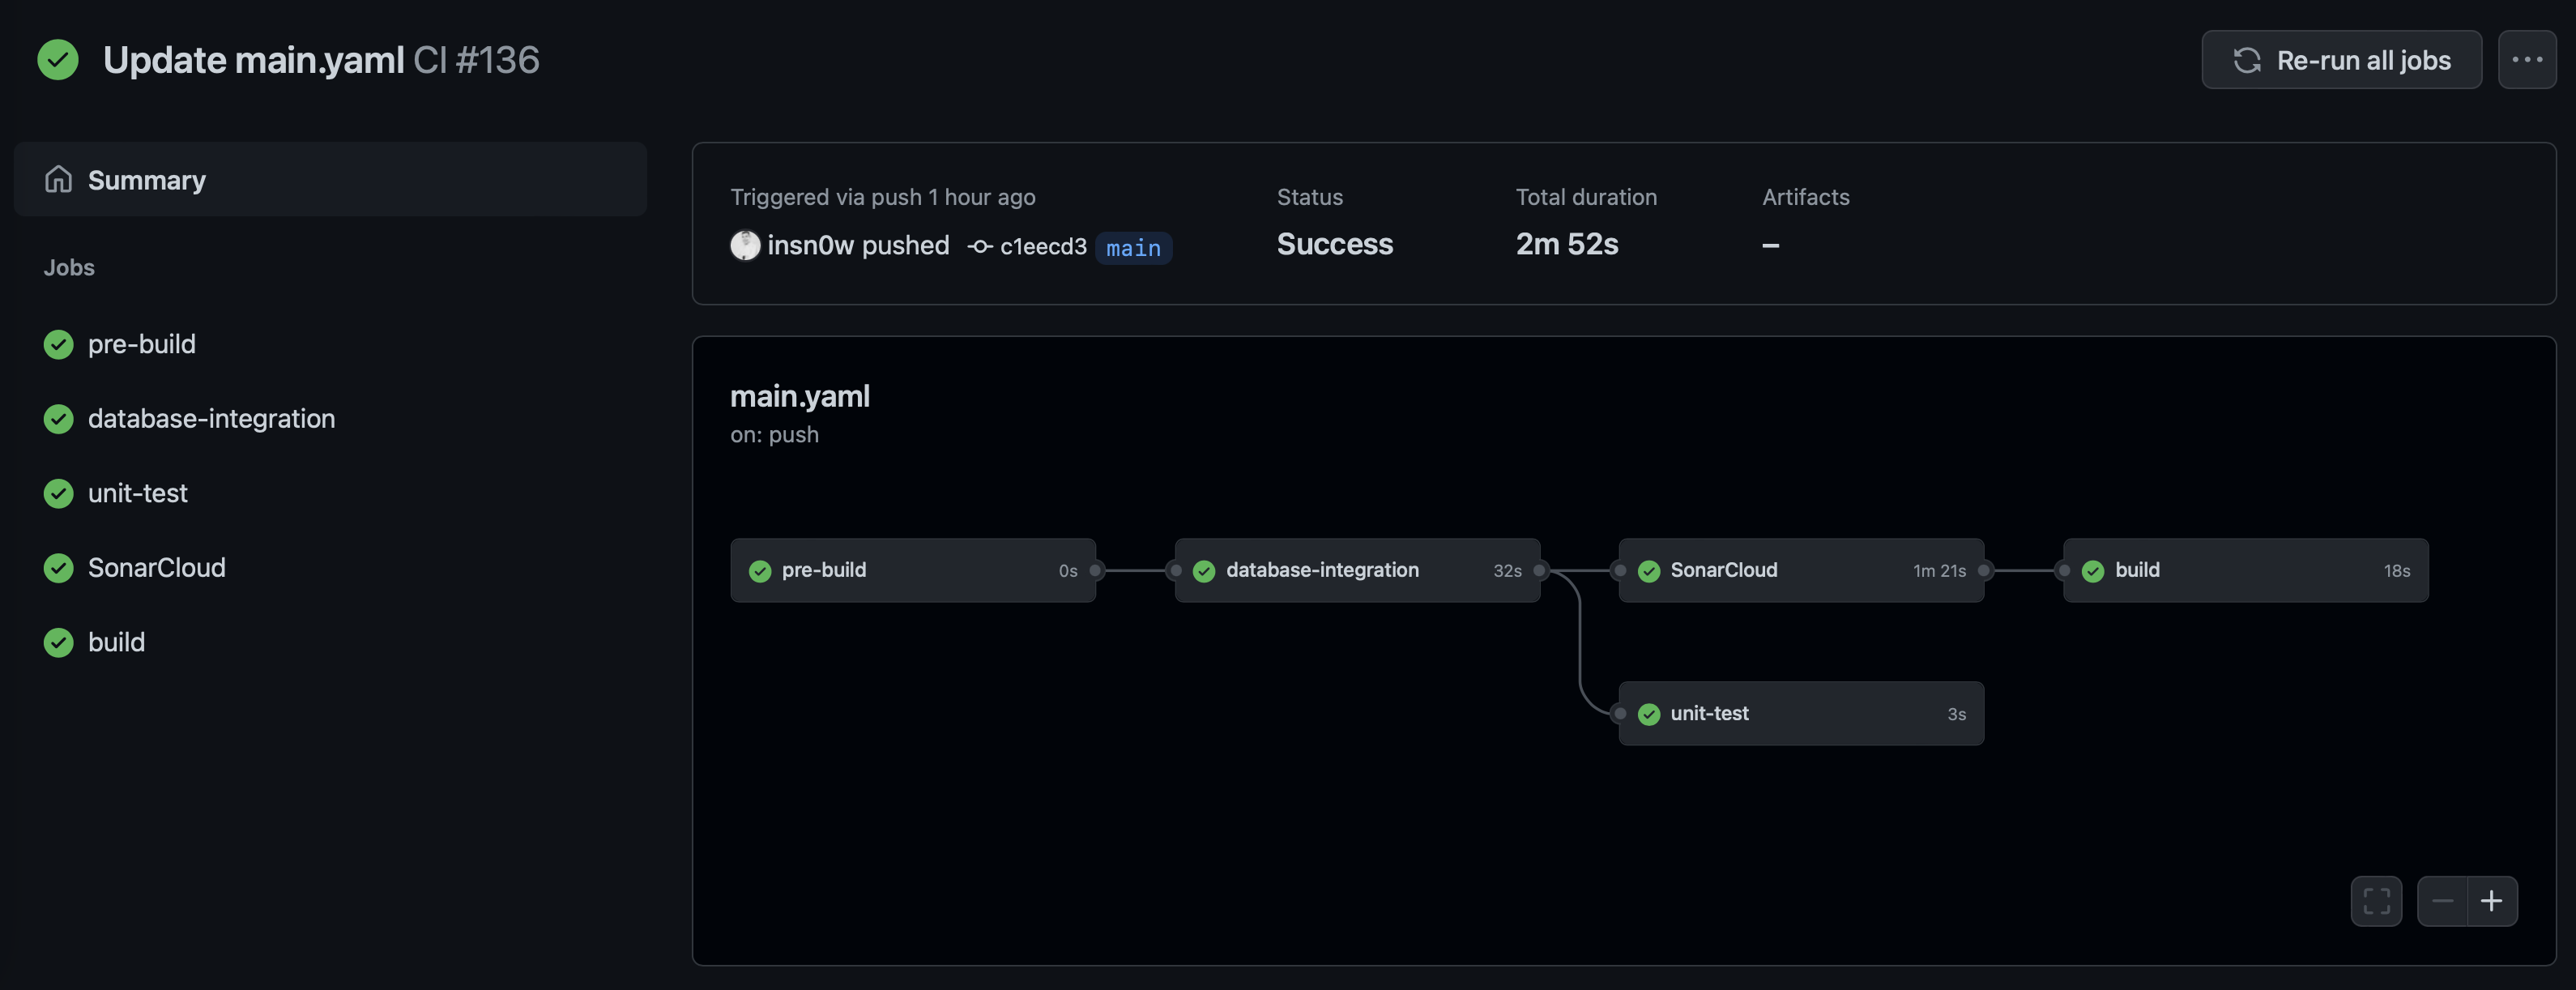 Update main.yaml CI #136
Re-run all jobs
Summary
Jobs
pre-build
database-integration
unit-test
SonarCloud
build
Triggered via push 1 hour ago
insn0w pushed c1eecd3 main
Status
Success
Total duration
2m 52s
Artifacts
–
main.yaml
on: push
pre-build 0s
database-integration 32s
SonarCloud 1m 21s
build 18s
unit-test 3s